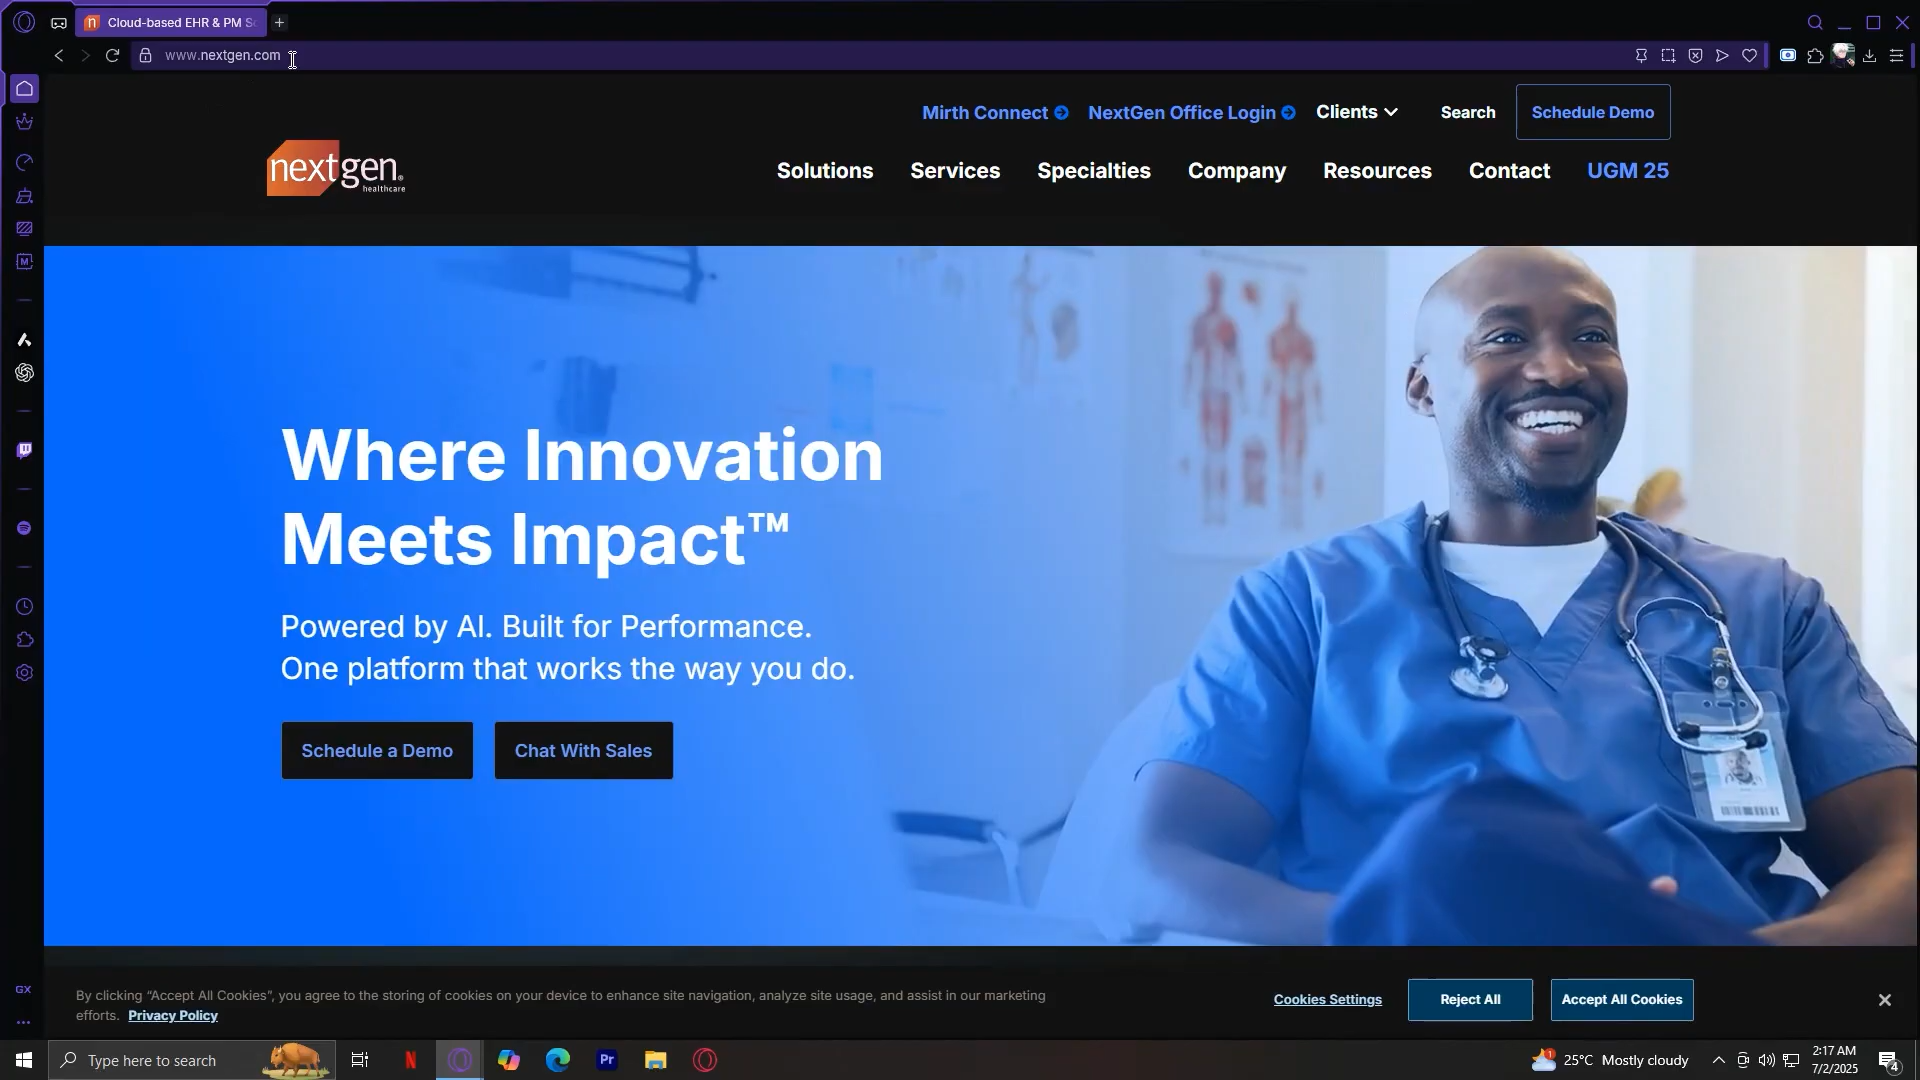 Cloud-based EHR & PM S
www.nextgen.com
Mirth Connect
NextGen Office Login
Clients
Search
Schedule Demo
nextgen.
healthcare
Solutions
Services
Specialties
Company
Resources
Contact
UGM 25
Where Innovation
Meets Impact™
Powered by AI. Built for Performance.
One platform that works the way you do.
Schedule a Demo
Chat With Sales
By clicking “Accept All Cookies”, you agree to the storing of cookies on your device to enhance site navigation, analyze site usage, and assist in our marketing
efforts. Privacy Policy
Cookies Settings
Reject All
Accept All Cookies
GX
Type here to search
N
Pr
1
25°C Mostly cloudy
2:17 AM
7/2/2025
4